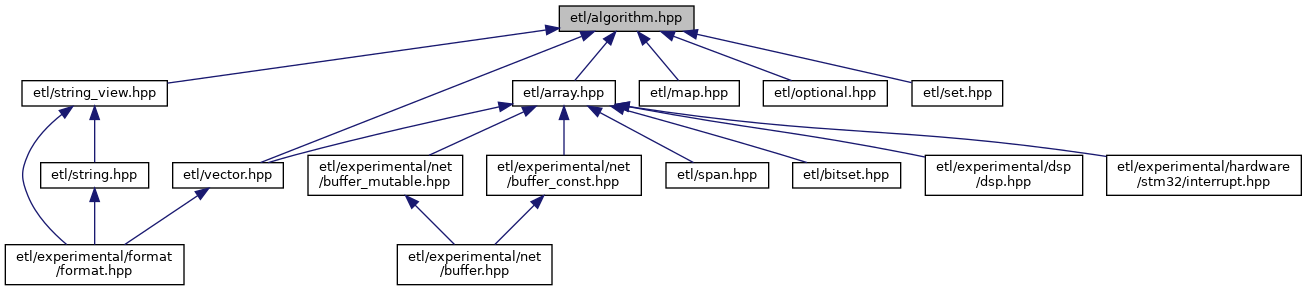 etl/algorithm.hpp
etl/string_view.hpp
etl/array.hpp
etl/map.hpp
etl/optional.hpp
etl/set.hpp
etl/string.hpp
etl/vector.hpp
etl/experimental/net
/buffer_mutable.hpp
etl/experimental/net
/buffer_const.hpp
etl/span.hpp
etl/bitset.hpp
etl/experimental/dsp
/dsp.hpp
etl/experimental/hardware
/stm32/interrupt.hpp
etl/experimental/format
/format.hpp
etl/experimental/net
/buffer.hpp